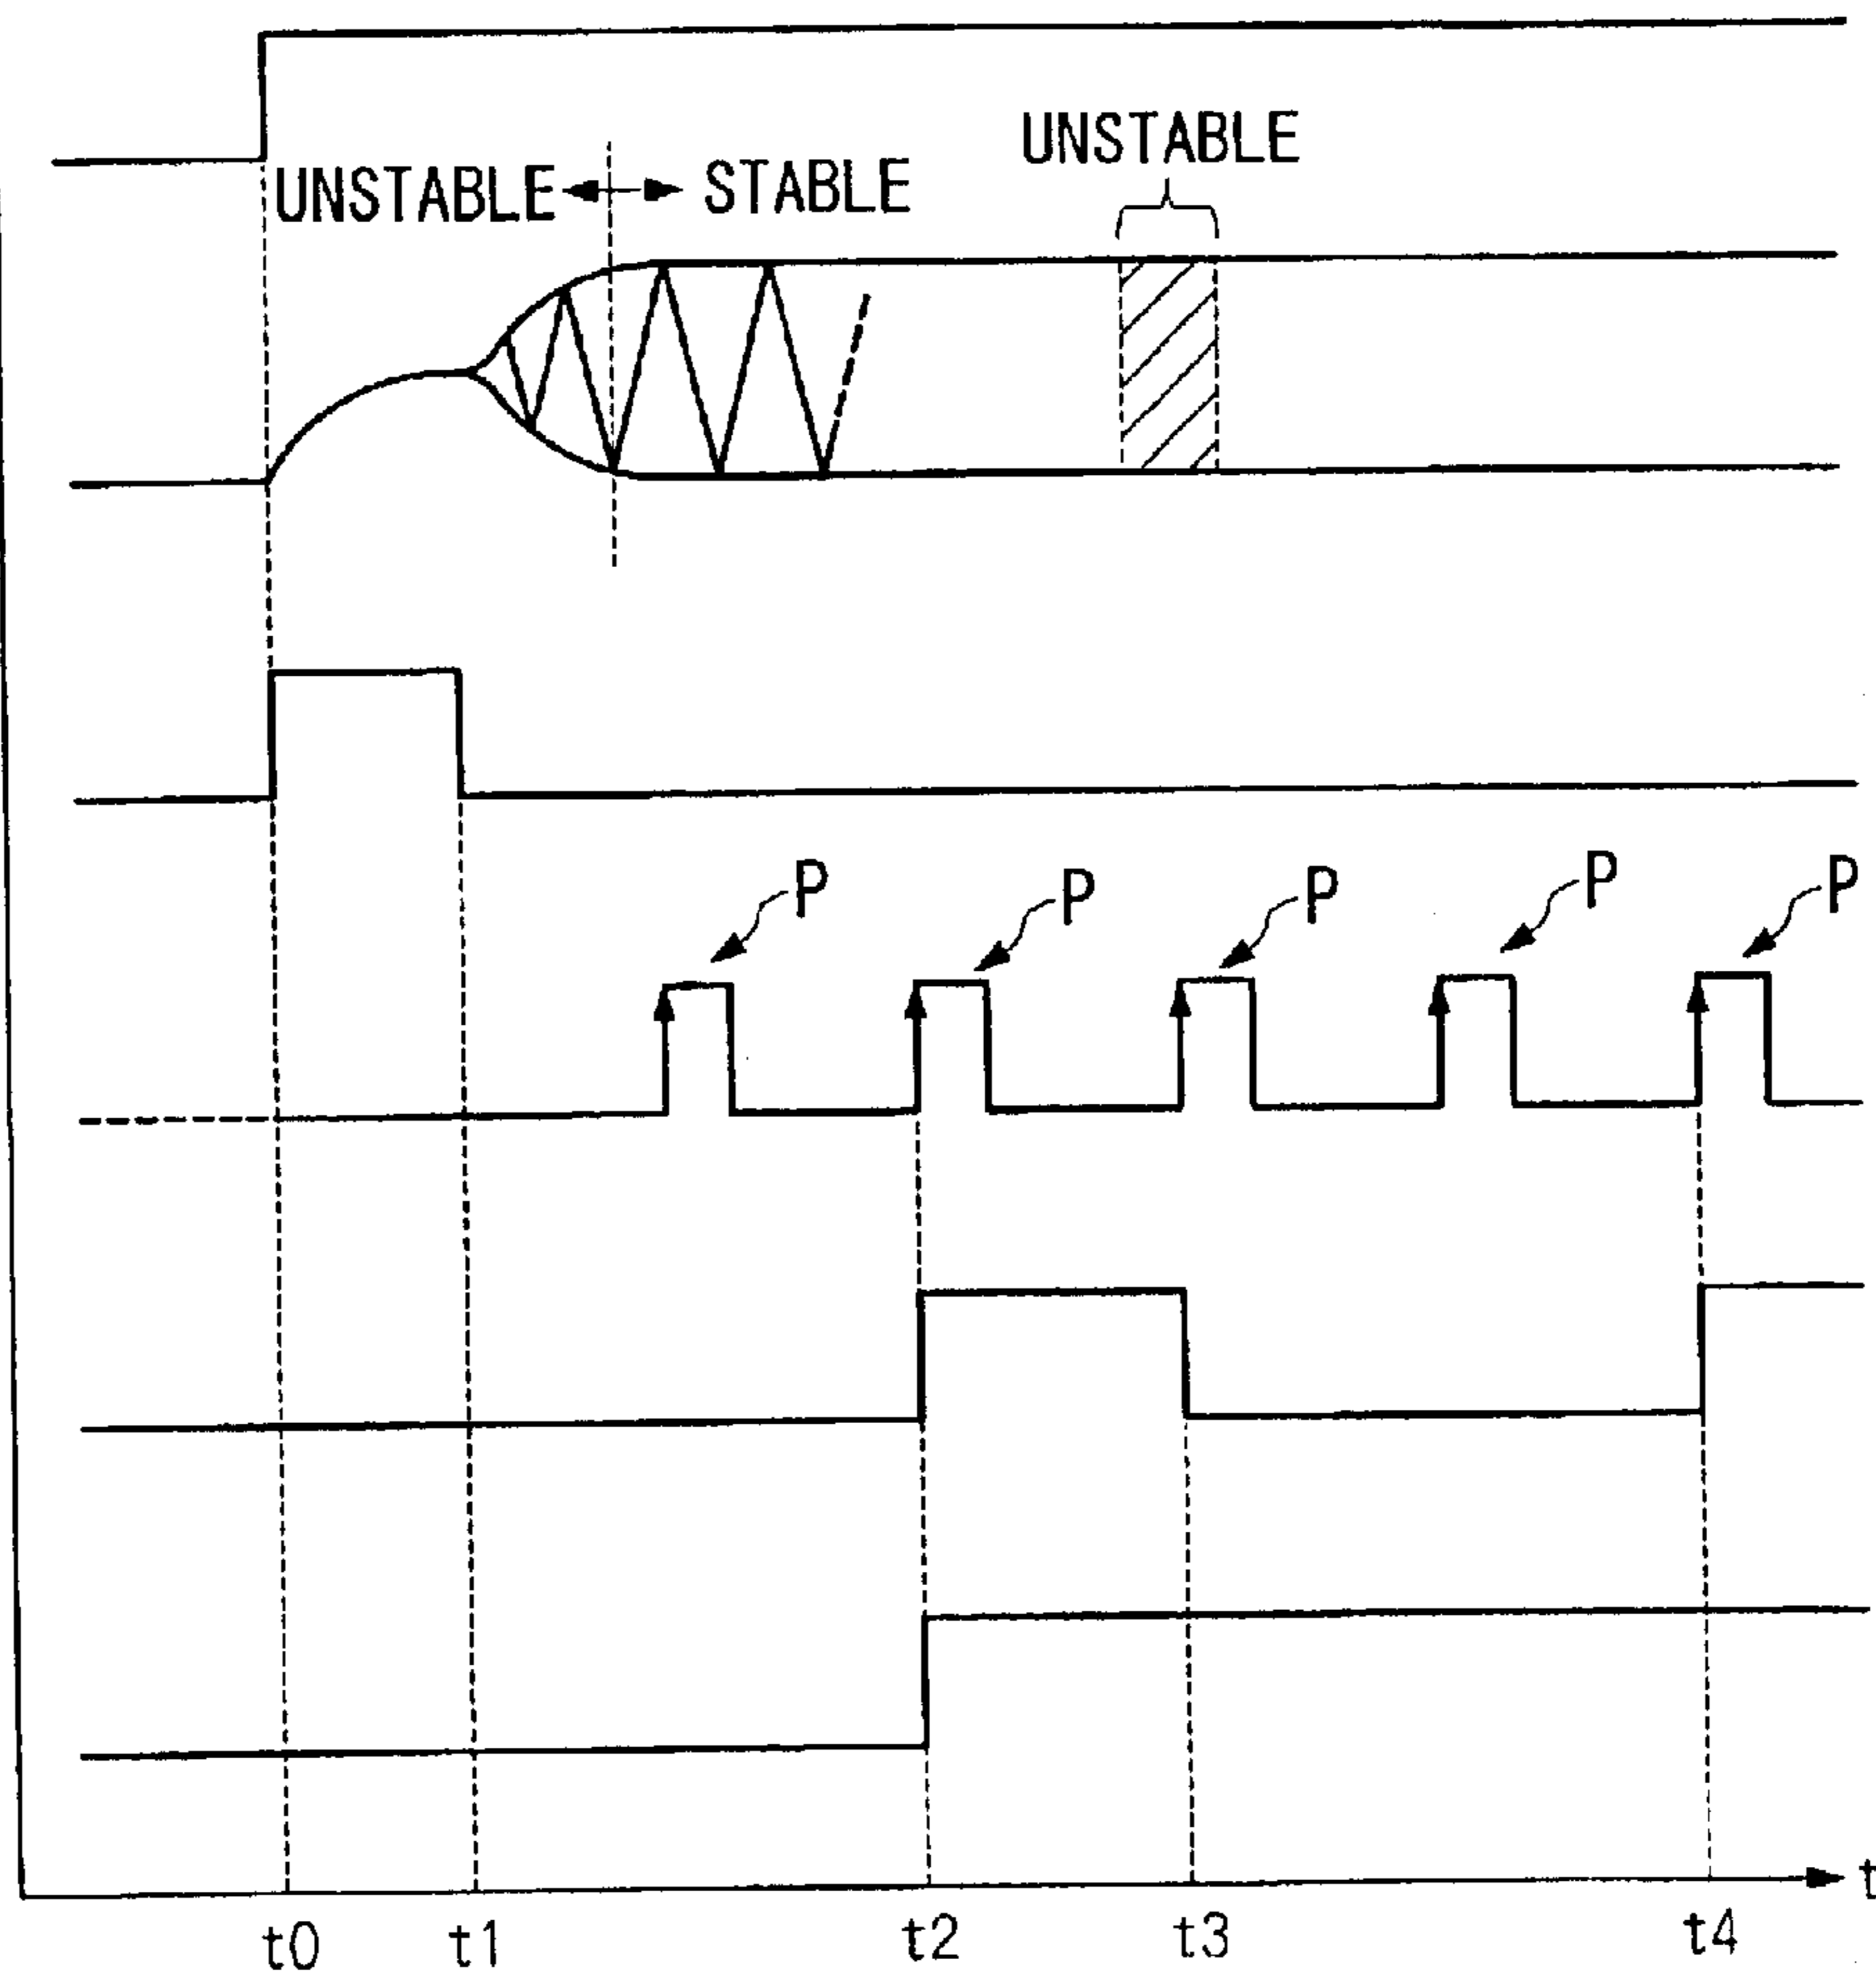 UNSTABLE
UNSTABLE STABLE
P P P P P
t
t0 t1 t2 t3 t4